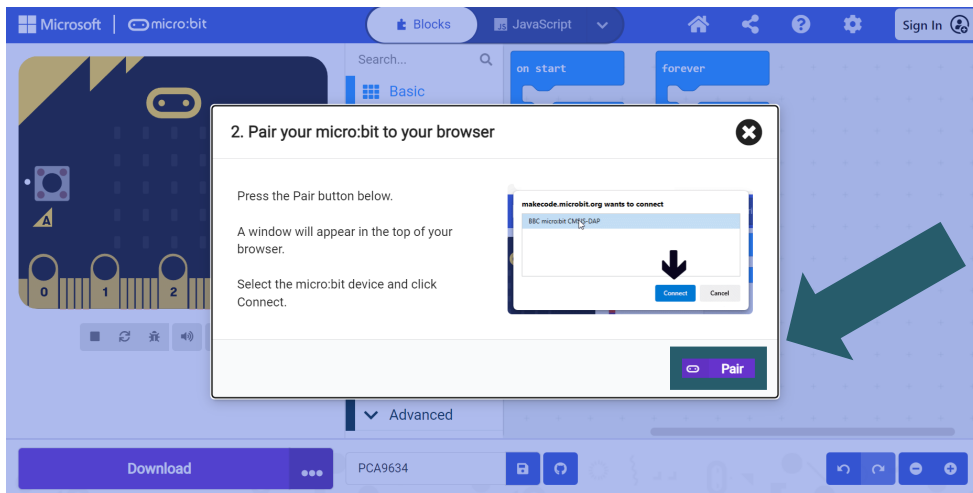 Microsoft
micro:bit
Blocks
JS JavaScript
Sign In
Search...
Basic
on start
forever
2. Pair your micro:bit to your browser
Press the Pair button below.
A window will appear in the top of your
browser.
Select the micro:bit device and click
Connect.
makecode.microbit.org wants to connect
BBC micro:bit CMSIS-DAP
Connect
Cancel
Pair
A
0
1
2
Advanced
Download
PCA9634